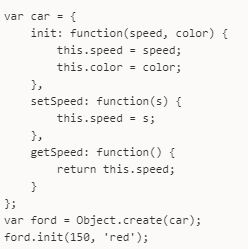 var car = {
    init: function(speed, color) {
        this.speed = speed;
        this.color = color;
    },
    setSpeed: function(s) {
        this.speed = s;
    },
    getSpeed: function() {
        return this.speed;
    }
};
var ford = Object.create(car);
ford.init(150, 'red');